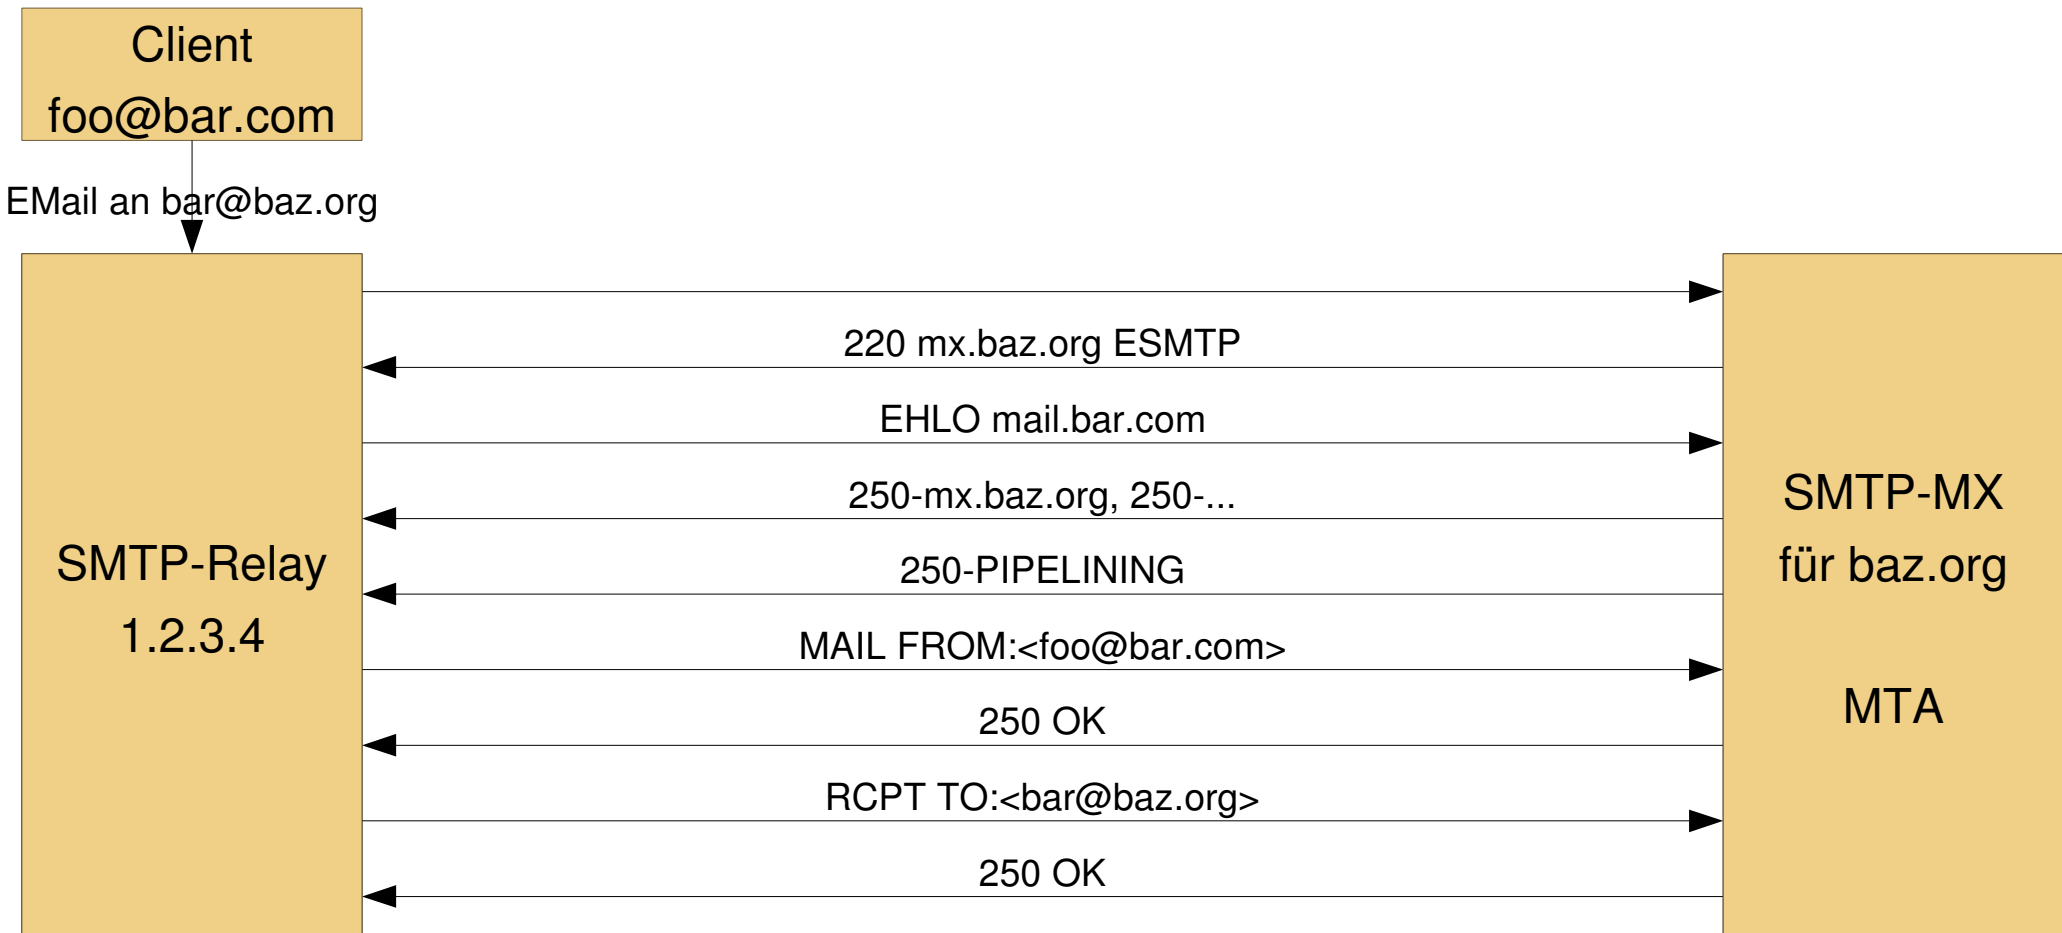 Client
foo@bar.com
EMail an bar@baz.org
220 mx.baz.org ESMTP
EHLO mail.bar.com
250-mx.baz.org, 250-...
250-PIPELINING
MAIL FROM:<foo@bar.com>
250 OK
RCPT TO:<bar@baz.org>
250 OK
SMTP-Relay
1.2.3.4
SMTP-MX
für baz.org
MTA